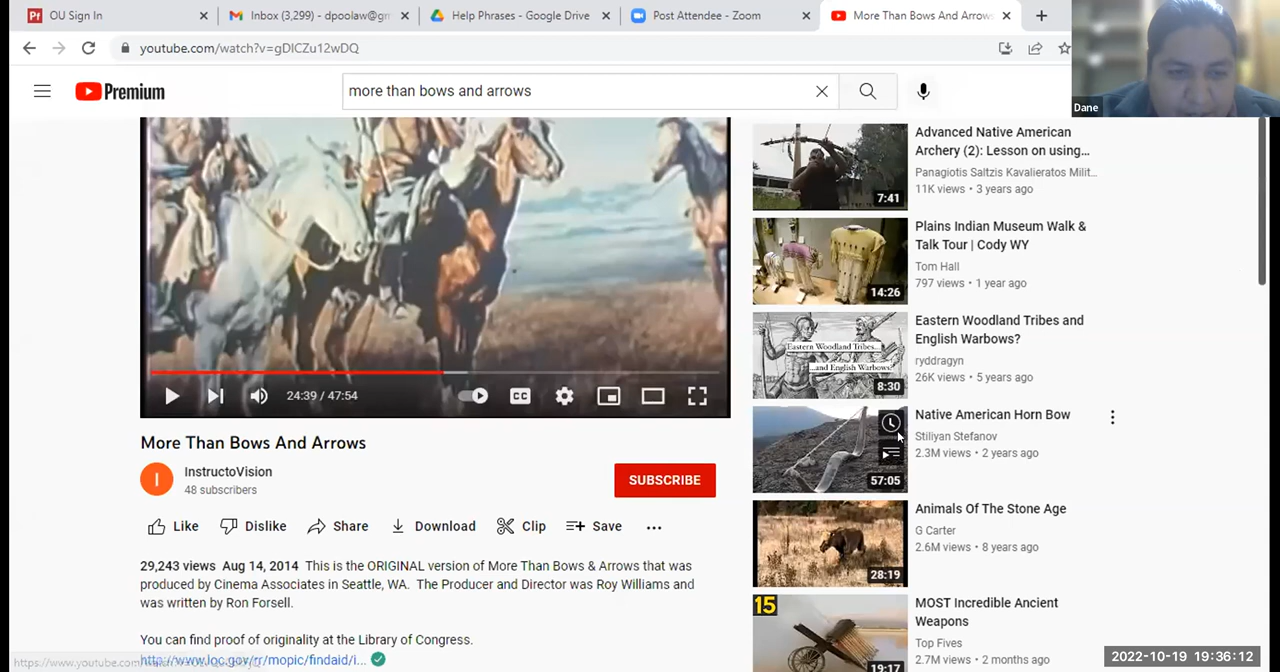 OU Sign In
Inbox (3,299) - dpoolaw@gm
Help Phrases - Google Drive
Post Attendee - Zoom
More Than Bows And Arrows
youtube.com/watch?v=gDICZu12wDQ
Dane
Premium
more than bows and arrows
Advanced Native American
Archery (2): Lesson on using...
Panagiotis Saltzis Kavalieratos Milit...
11K views • 3 years ago
7:41
Plains Indian Museum Walk &
Talk Tour | Cody WY
Tom Hall
797 views • 1 year ago
14:26
Eastern Woodland Tribes...
...and English Warbows?
8:30
Eastern Woodland Tribes and
English Warbows?
ryddragyn
26K views • 5 years ago
Native American Horn Bow
Stiliyan Stefanov
2.3M views • 2 years ago
57:05
Animals Of The Stone Age
G Carter
2.6M views • 8 years ago
28:19
15
MOST Incredible Ancient
Weapons
Top Fives
2.7M views • 2 months ago
19:17
24:39 / 47:54
CC
More Than Bows And Arrows
I
InstructoVision
48 subscribers
SUBSCRIBE
Like
Dislike
Share
Download
Clip
Save
29,243 views Aug 14, 2014 This is the ORIGINAL version of More Than Bows & Arrows that was
produced by Cinema Associates in Seattle, WA. The Producer and Director was Roy Williams and
was written by Ron Forsell.
You can find proof of originality at the Library of Congress.
http://www.loc.gov/rr/mopic/findaid/i...
2022-10-19 19:36:12